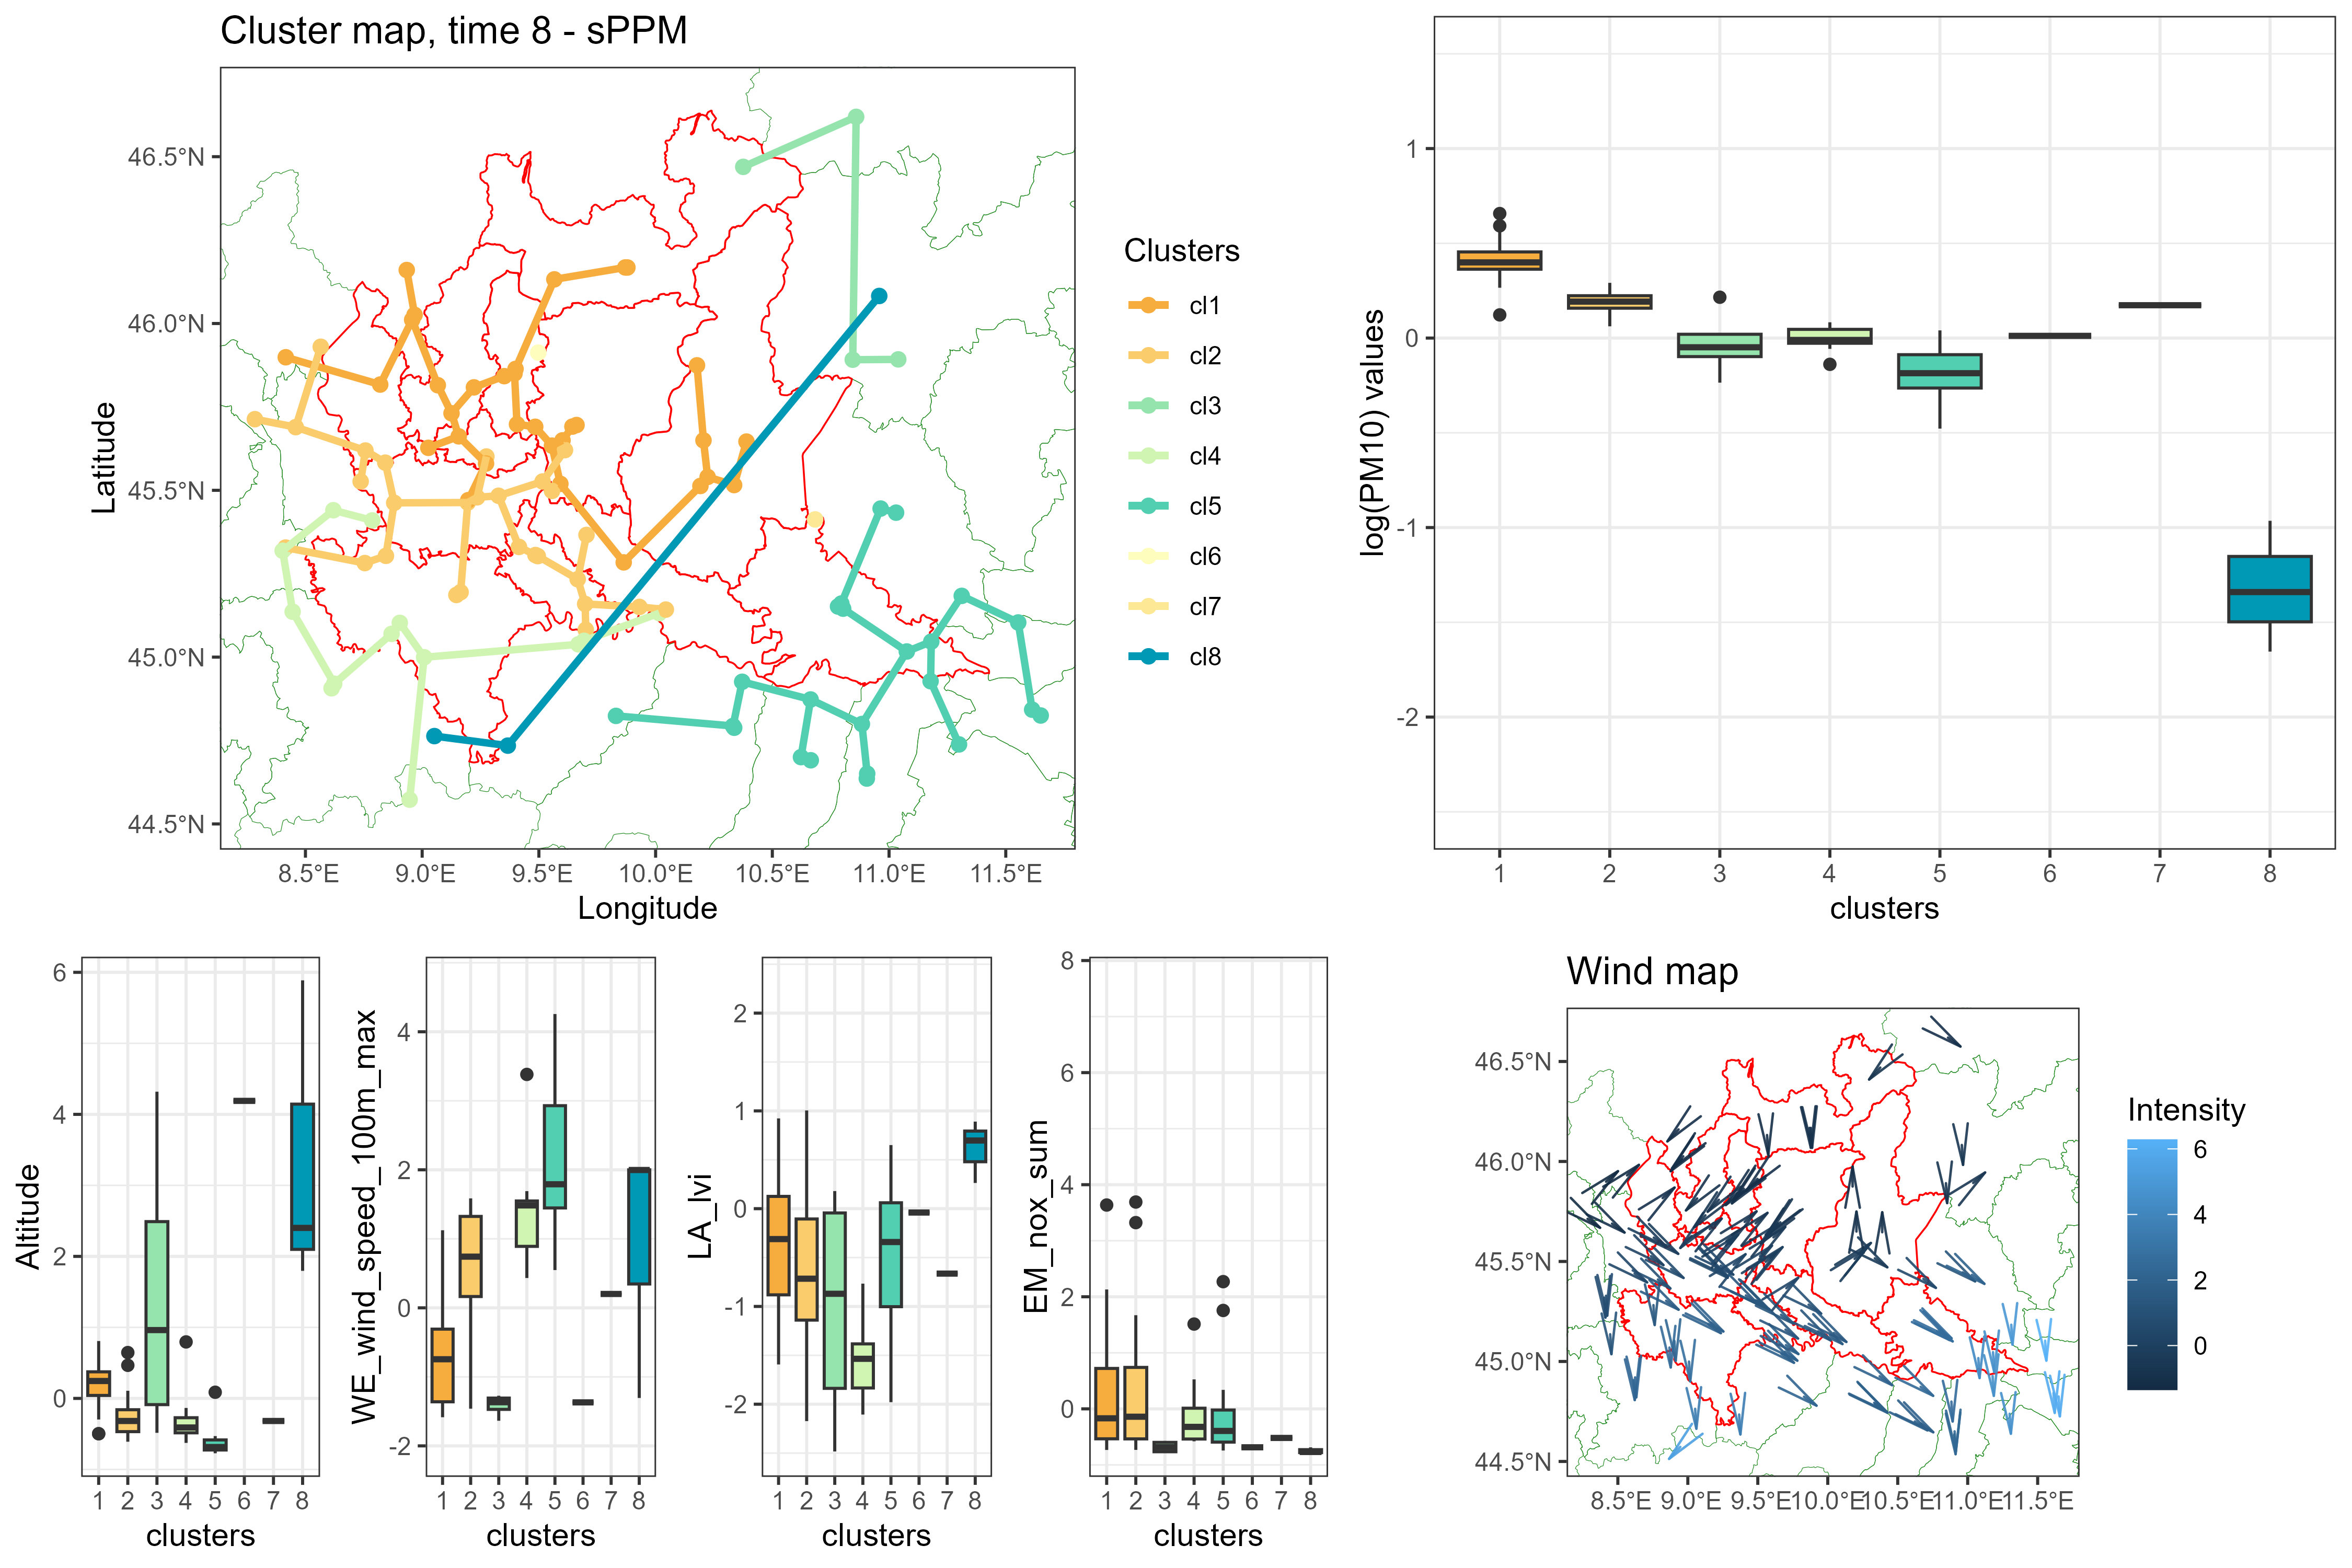 Cluster map, time 8 - sPPM
46.5°N
46.0°N
45.5°N
45.0°N
44.5°N
Latitude
8.5°E 9.0°E 9.5°E 10.0°E 10.5°E 11.0°E 11.5°E
Longitude
Clusters
cl1
cl2
cl3
cl4
cl5
cl6
cl7
cl8
log(PM10) values
1
0
-1
-2
1 2 3 4 5 6 7 8
clusters
Altitude
6
4
2
0
1 2 3 4 5 6 7 8
clusters
WE_wind_speed_100m_max
4
2
0
-2
1 2 3 4 5 6 7 8
clusters
LA_lvi
2
1
0
-1
-2
1 2 3 4 5 6 7 8
clusters
EM_nox_sum
8
6
4
2
0
1 2 3 4 5 6 7 8
clusters
Wind map
46.5°N
46.0°N
45.5°N
45.0°N
44.5°N
8.5°E 9.0°E 9.5°E 10.0°E 10.5°E 11.0°E 11.5°E
Intensity
6
4
2
0